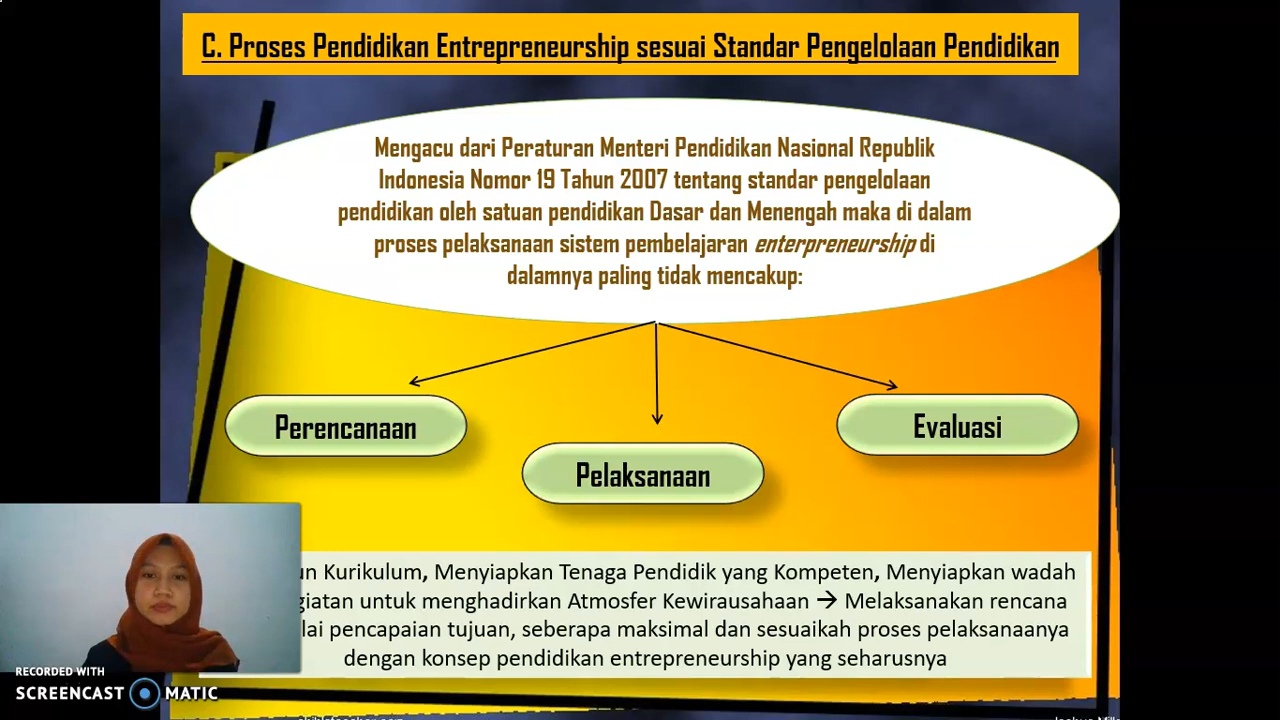 C. Proses Pendidikan Entrepreneurship sesuai Standar Pengelolaan Pendidikan
Mengacu dari Peraturan Menteri Pendidikan Nasional Republik
Indonesia Nomor 19 Tahun 2007 tentang standar pengelolaan
pendidikan oleh satuan pendidikan Dasar dan Menengah maka di dalam
proses pelaksanaan sistem pembelajaran enterpreneurship di
dalamnya paling tidak mencakup:
Perencanaan
Evaluasi
Pelaksanaan
Kurikulum, Menyiapkan Tenaga Pendidik yang Kompeten, Menyiapkan wadah
untuk menghadirkan Atmosfer Kewirausahaan → Melaksanakan rencana
pencapaian tujuan, seberapa maksimal dan sesuaikah proses pelaksanaanya
dengan konsep pendidikan entrepreneurship yang seharusnya
RECORDED WITH
SCREENCAST MATIC